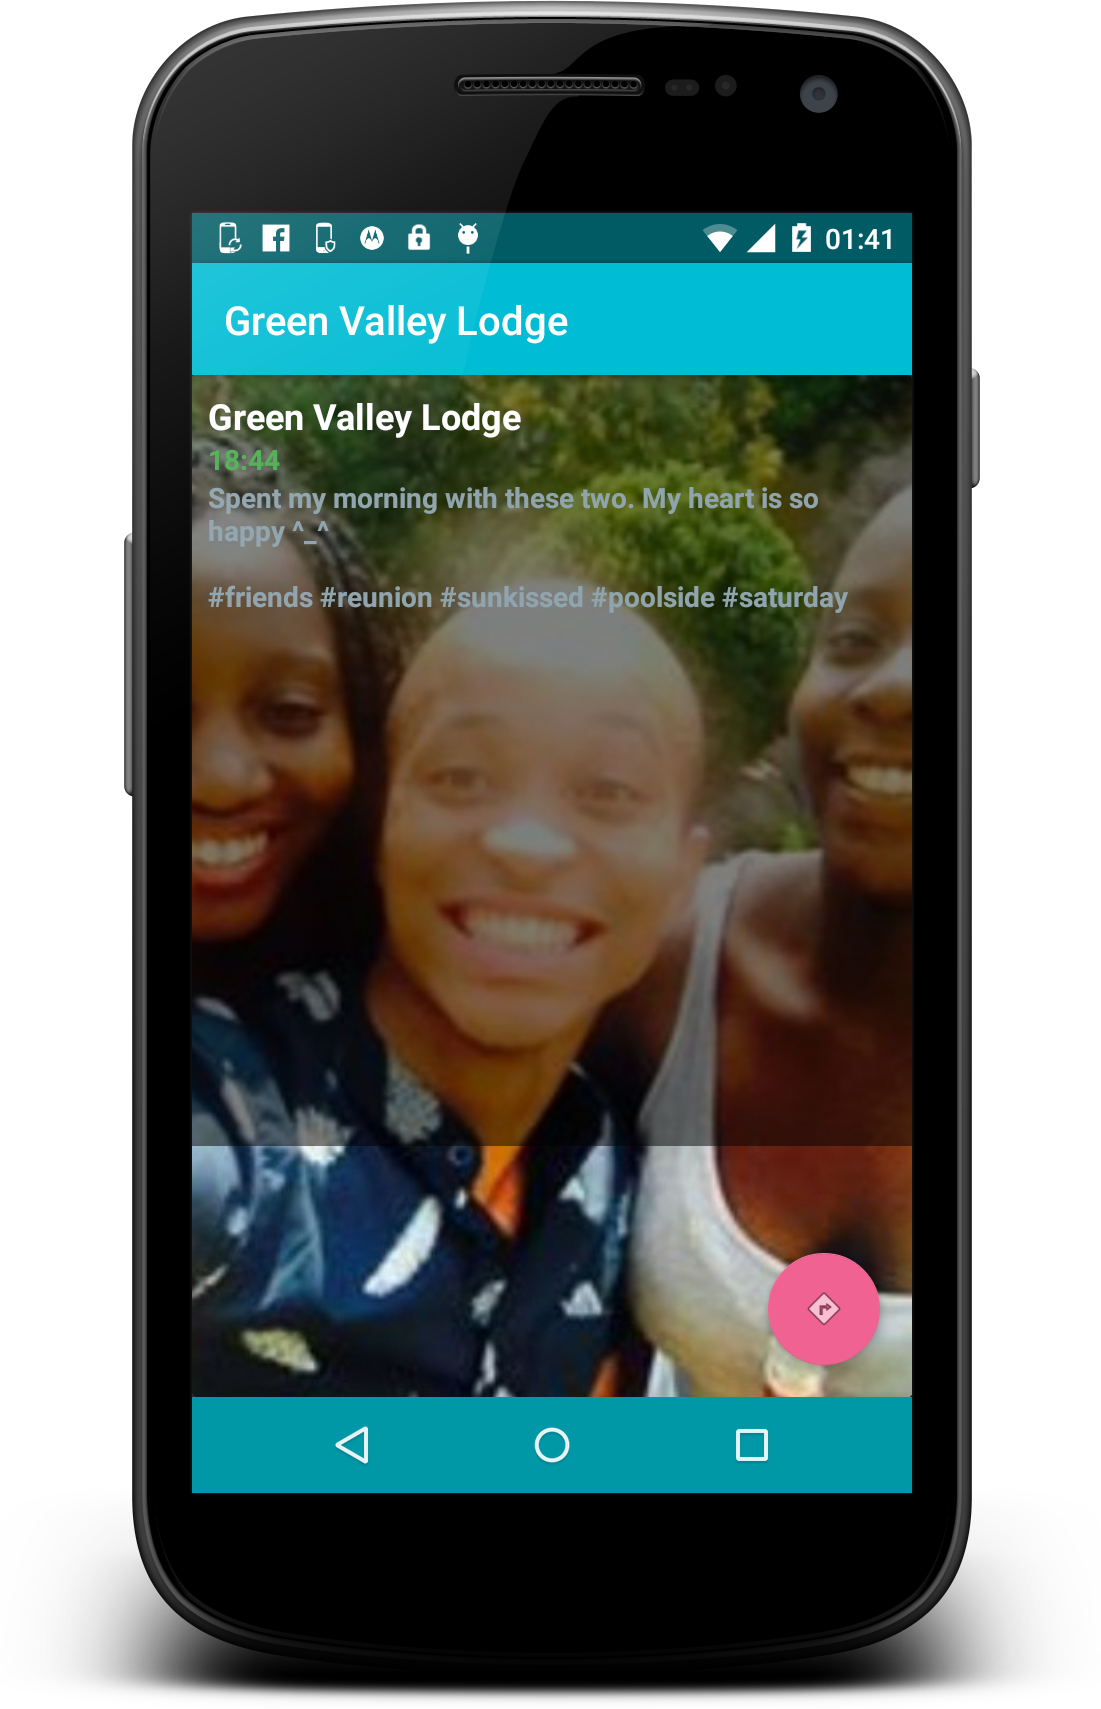 01:41
Green Valley Lodge
Green Valley Lodge
18:44
Spent my morning with these two. My heart is so
happy ^_^
#friends #reunion #sunkissed #poolside #saturday